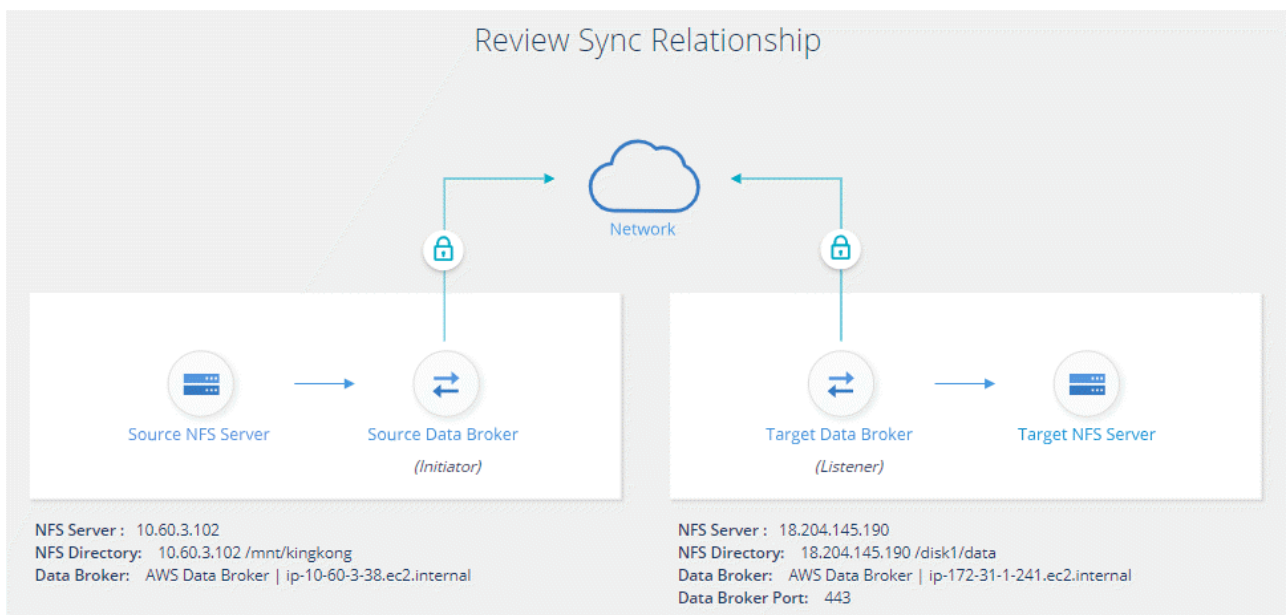 Review Sync Relationship
Network
Source NFS Server
Source Data Broker
(Initiator)
Target Data Broker
(Listener)
Target NFS Server
NFS Server : 10.60.3.102
NFS Directory: 10.60.3.102 /mnt/kingkong
Data Broker: AWS Data Broker | ip-10-60-3-38.ec2.internal
NFS Server : 18.204.145.190
NFS Directory: 18.204.145.190 /disk1/data
Data Broker: AWS Data Broker | ip-172-31-1-241.ec2.internal
Data Broker Port: 443